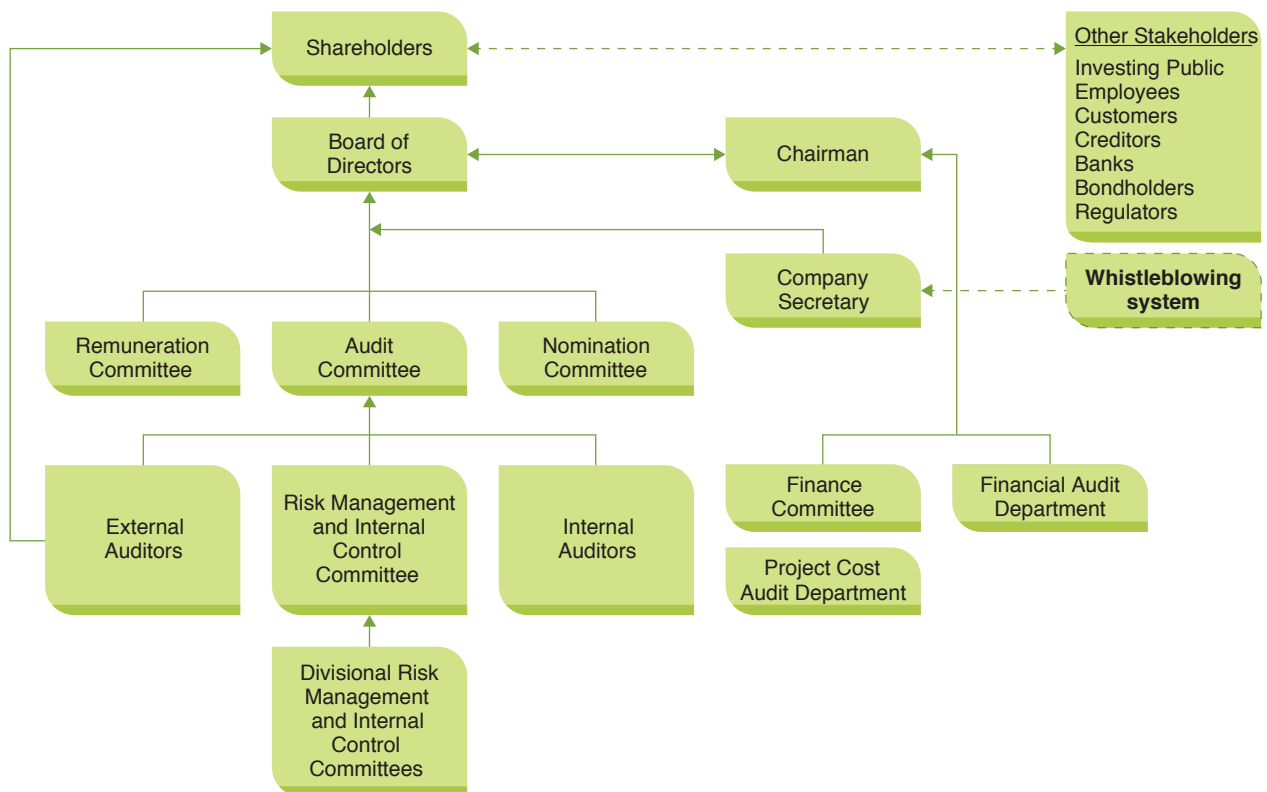 Shareholders
Other Stakeholders
Investing Public
Employees
Customers
Creditors
Banks
Bondholders
Regulators
Board of
Directors
Chairman
Company
Secretary
Whistleblowing
system
Remuneration
Committee
Audit
Committee
Nomination
Committee
External
Auditors
Risk Management
and Internal
Control
Committee
Internal
Auditors
Finance
Committee
Financial Audit
Department
Project Cost
Audit Department
Divisional Risk
Management
and Internal
Control
Committees